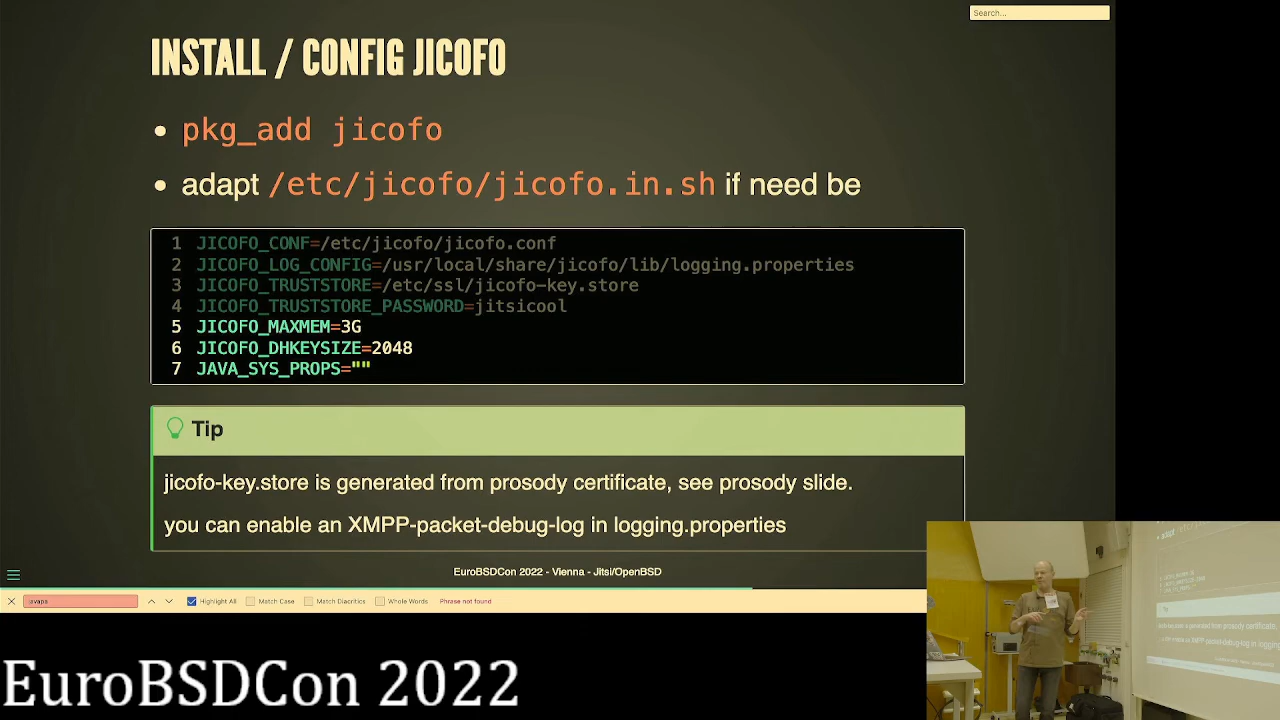 Search...
INSTALL / CONFIG JICOFO
• pkg_add jicofo
• adapt /etc/jicofo/jicofo.in.sh if need be
1 JICOFO_CONF=/etc/jicofo/jicofo.conf
2 JICOFO_LOG_CONFIG=/usr/local/share/jicofo/lib/logging.properties
3 JICOFO_TRUSTSTORE=/etc/ssl/jicofo-key.store
4 JICOFO_TRUSTSTORE_PASSWORD=jitsicool
5 JICOFO_MAXMEM=3G
6 JICOFO_DHKEYSIZE=2048
7 JAVA_SYS_PROPS=""
Tip
jicofo-key.store is generated from prosody certificate, see prosody slide.
you can enable an XMPP-packet-debug-log in logging.properties
EuroBSDCon 2022 - Vienna - Jitsi/OpenBSD
Highlight All Match Case Match Diacritics Whole Words Phrase not found
EuroBSDCon 2022